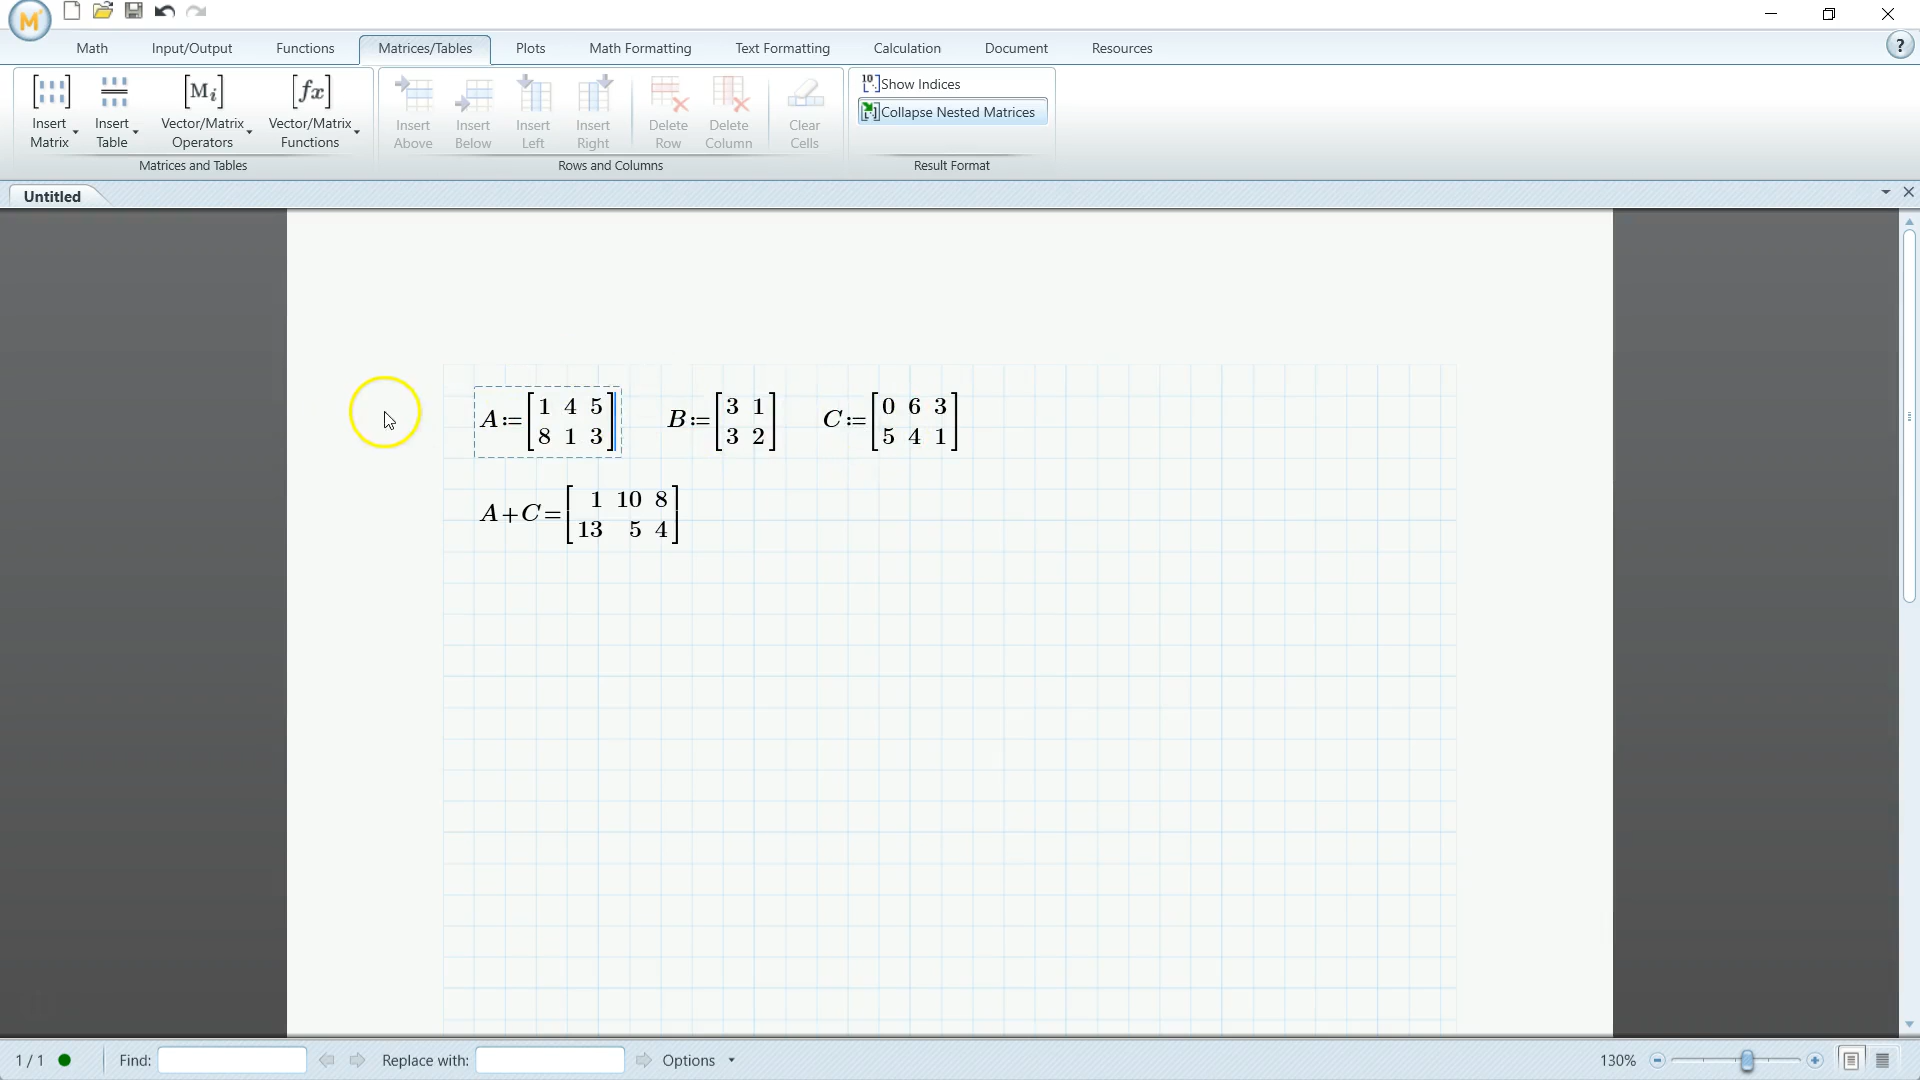 M
Math Input/Output Functions Matrices/Tables Plots Math Formatting Text Formatting Calculation Document Resources ?
Insert Matrix Insert Table [M i] Vector/Matrix Operators [fx] Vector/Matrix Functions
Matrices and Tables
Insert Above Insert Below Insert Left Insert Right Delete Row Delete Column Clear Cells
Rows and Columns
Show Indices
Collapse Nested Matrices
Result Format
Untitled
A:=[1 4 5
8 1 3]
B:=[3 1
3 2]
C:=[0 6 3
5 4 1]
A+C=[1 10 8
13 5 4]
1 / 1 Find: Replace with: Options 130%